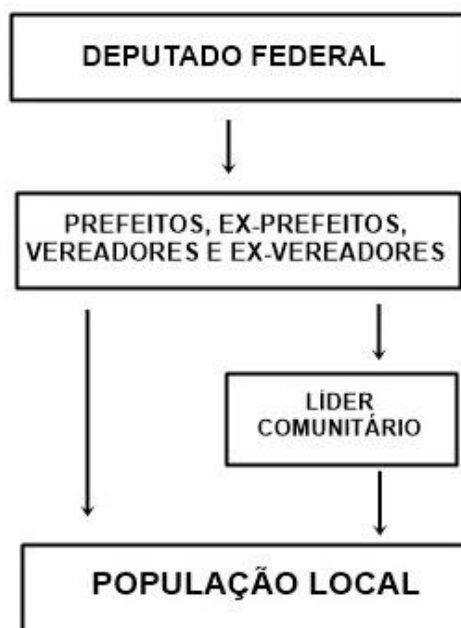 DEPUTADO FEDERAL
PREFEITOS, EX-PREFEITOS,
VEREADORES E EX-VEREADORES
LÍDER
COMUNITÁRIO
POPULAÇÃO LOCAL